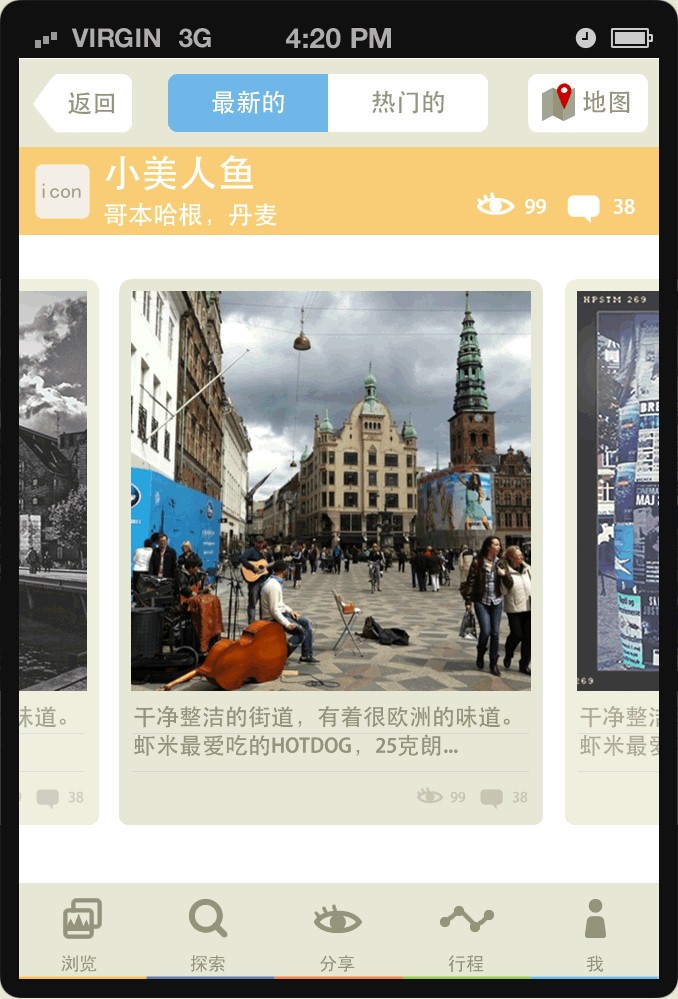 VIRGIN 3G 4:20 PM
返回
最新的
热门的
地图
icon
小美人鱼
哥本哈根，丹麦
99
38
味道。
38
干净整洁的街道，有着很欧洲的味道。
虾米最爱吃的HOTDOG，25克朗...
99
38
HPSTM 269
269
干净整洁
虾米最爱
浏览
探索
分享
行程
我